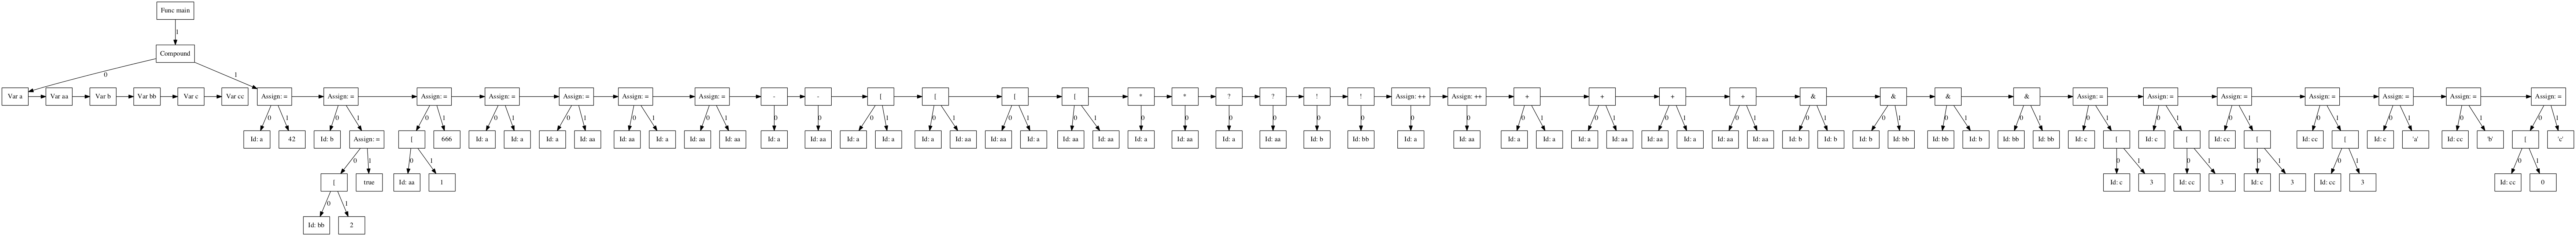 Func main
1
Compound
0 1
Var a Var aa Var b Var bb Var c Var cc Assign: = Assign: = Assign: = Assign: = Assign: = Assign: = Assign: = - - [ [ [ [ * * ? ? ! ! Assign: ++ Assign: ++ + + + + & & & & Assign: = Assign: = Assign: = Assign: = Assign: = Assign: = Assign: =
0 1 0 1 0 1 0 1 0 1 0 1 0 1 0 0 0 1 0 1 0 1 0 1 0 0 0 0 0 0 0 0 0 1 0 1 0 1 0 1 0 1 0 1 0 1 0 1 0 1 0 1 0 1 0 1 0 1 0 1 0 1
Id: a 42 Id: b Assign: = [ 666 Id: a Id: a Id: a Id: aa Id: aa Id: a Id: aa Id: aa Id: a Id: aa Id: a Id: a Id: a Id: aa Id: aa Id: a Id: aa Id: aa Id: a Id: aa Id: a Id: aa Id: b Id: bb Id: a Id: aa Id: a Id: a Id: a Id: aa Id: aa Id: a Id: aa Id: aa Id: b Id: b Id: b Id: bb Id: bb Id: b Id: bb Id: bb Id: c [ Id: c [ Id: cc [ Id: cc [ Id: c 'a' Id: cc 'b' [ 'c'
0 1 0 1 0 1 0 1 0 1 0 1 0 1
[ true Id: aa 1 Id: c 3 Id: cc 3 Id: c 3 Id: cc 3 Id: cc 0
0 1
Id: bb 2